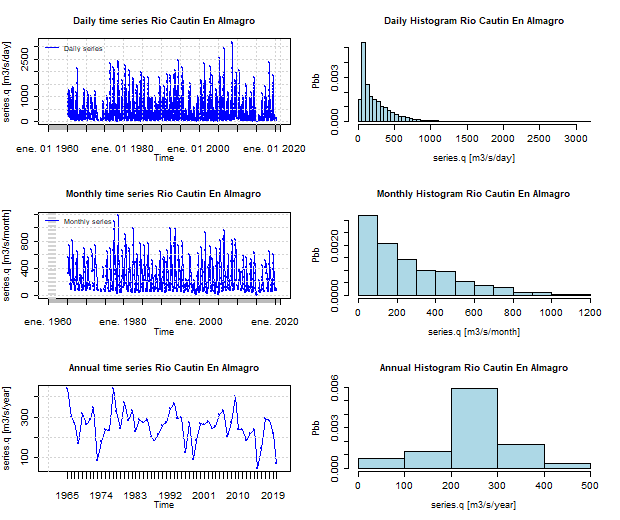 Daily time series Rio Cautin En Almagro
series.q [m3/s/day]
0 1000 2500
Daily series
ene. 01 1960 ene. 01 1980 ene. 01 2000 ene. 01 2020
Time
Daily Histogram Rio Cautin En Almagro
Pbb
0.000 0.003
0 500 1000 1500 2000 2500 3000
series.q [m3/s/day]
Monthly time series Rio Cautin En Almagro
series.q [m3/s/month]
0 400 800
Monthly series
ene. 1960 ene. 1980 ene. 2000 ene. 2020
Time
Monthly Histogram Rio Cautin En Almagro
Pbb
0.0000 0.0020
0 200 400 600 800 1000 1200
series.q [m3/s/month]
Annual time series Rio Cautin En Almagro
series.q [m3/s/year]
100 300
1965 1974 1983 1992 2001 2010 2019
Time
Annual Histogram Rio Cautin En Almagro
Pbb
0.000 0.003 0.006
0 100 200 300 400 500
series.q [m3/s/year]